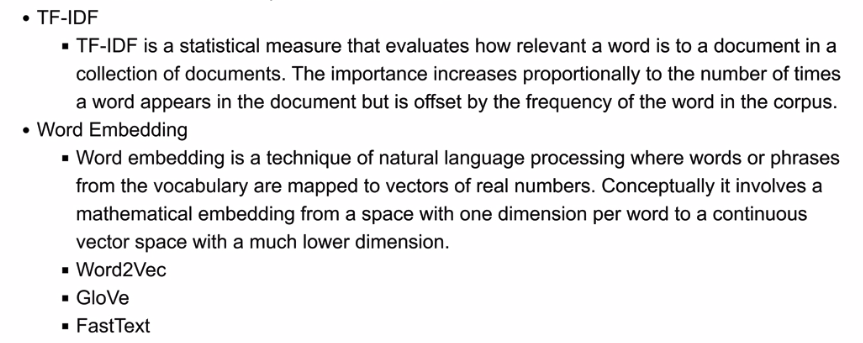 • TF-IDF
▪ TF-IDF is a statistical measure that evaluates how relevant a word is to a document in a
collection of documents. The importance increases proportionally to the number of times
a word appears in the document but is offset by the frequency of the word in the corpus.
• Word Embedding
▪ Word embedding is a technique of natural language processing where words or phrases
from the vocabulary are mapped to vectors of real numbers. Conceptually it involves a
mathematical embedding from a space with one dimension per word to a continuous
vector space with a much lower dimension.
▪ Word2Vec
▪ GloVe
▪ FastText